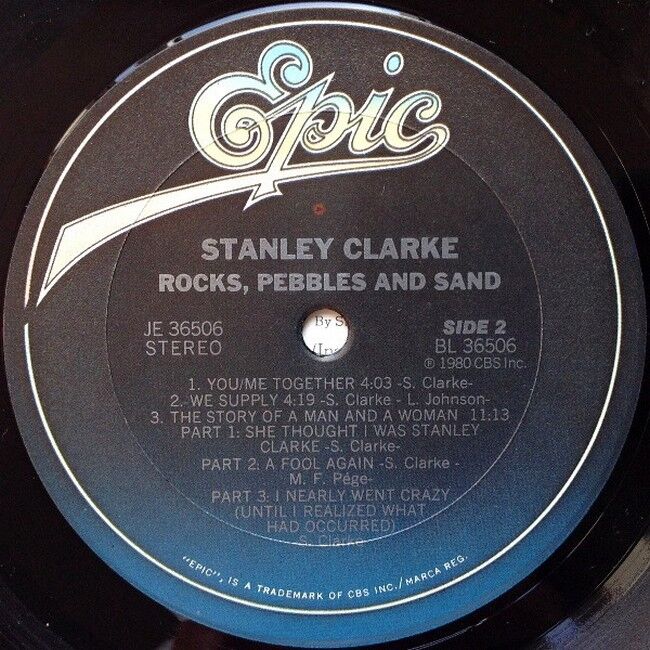 Epic
STANLEY CLARKE
ROCKS, PEBBLES AND SAND
JE 36506
STEREO
By S
SIDE 2
BL 36506
℗ 1980 CBS Inc.
1. YOU/ME TOGETHER 4:03 -S. Clarke-
2. WE SUPPLY 4:19 -S. Clarke - L. Johnson-
3. THE STORY OF A MAN AND A WOMAN 11:13
PART 1: SHE THOUGHT I WAS STANLEY
CLARKE -S. Clarke-
PART 2: A FOOL AGAIN -S. Clarke -
M. F. Pége-
PART 3: I NEARLY WENT CRAZY
(UNTIL I REALIZED WHAT
HAD OCCURRED)
S. Clarke
"EPIC", IS A TRADEMARK OF CBS INC./MARCA REG.